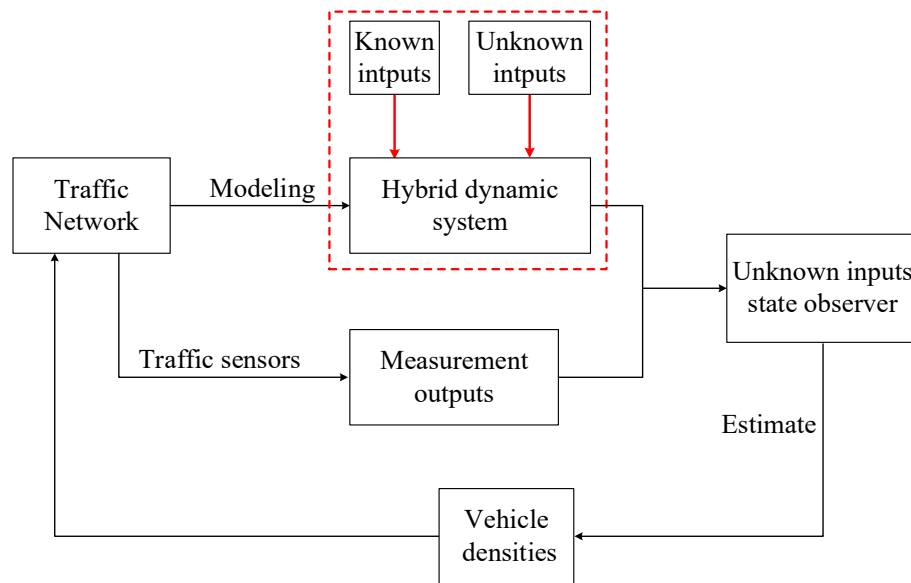 Known
intputs
Unknown
intputs
Traffic
Network
Modeling
Hybrid dynamic
system
Unknown inputs
state observer
Traffic sensors
Measurement
outputs
Estimate
Vehicle
densities